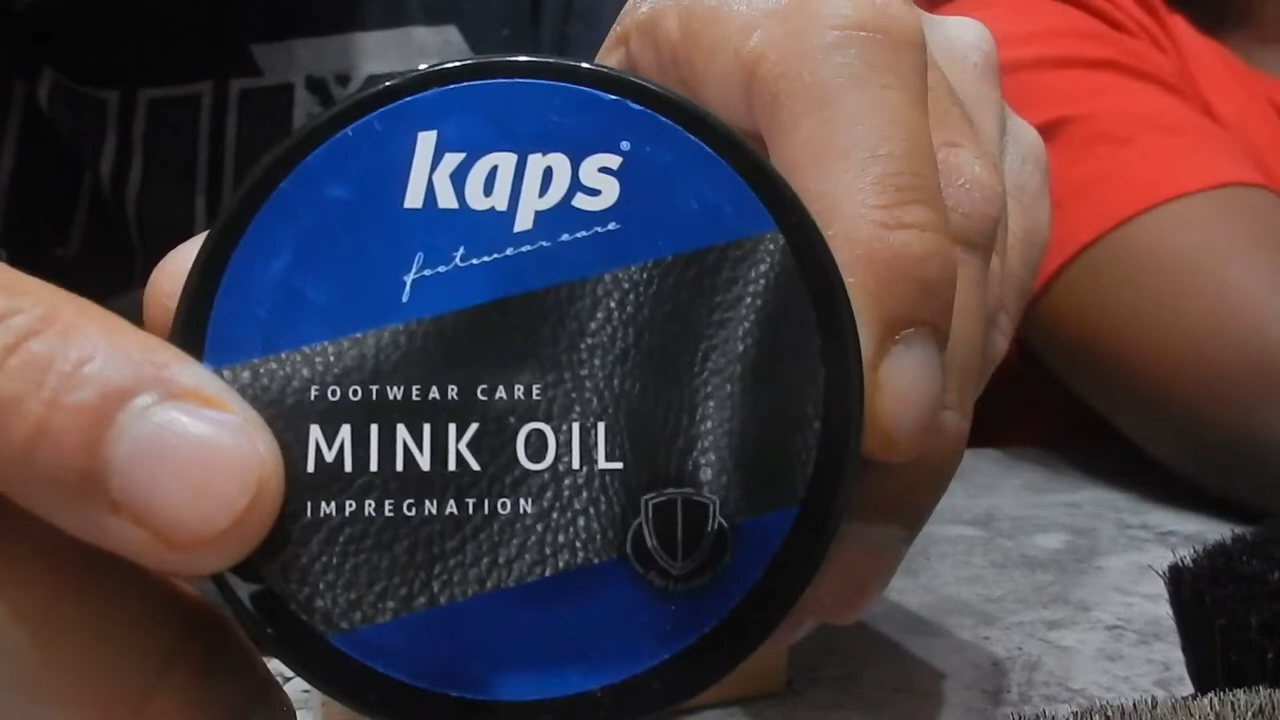 kaps®
footwear care
FOOTWEAR CARE
MINK OIL
IMPREGNATION